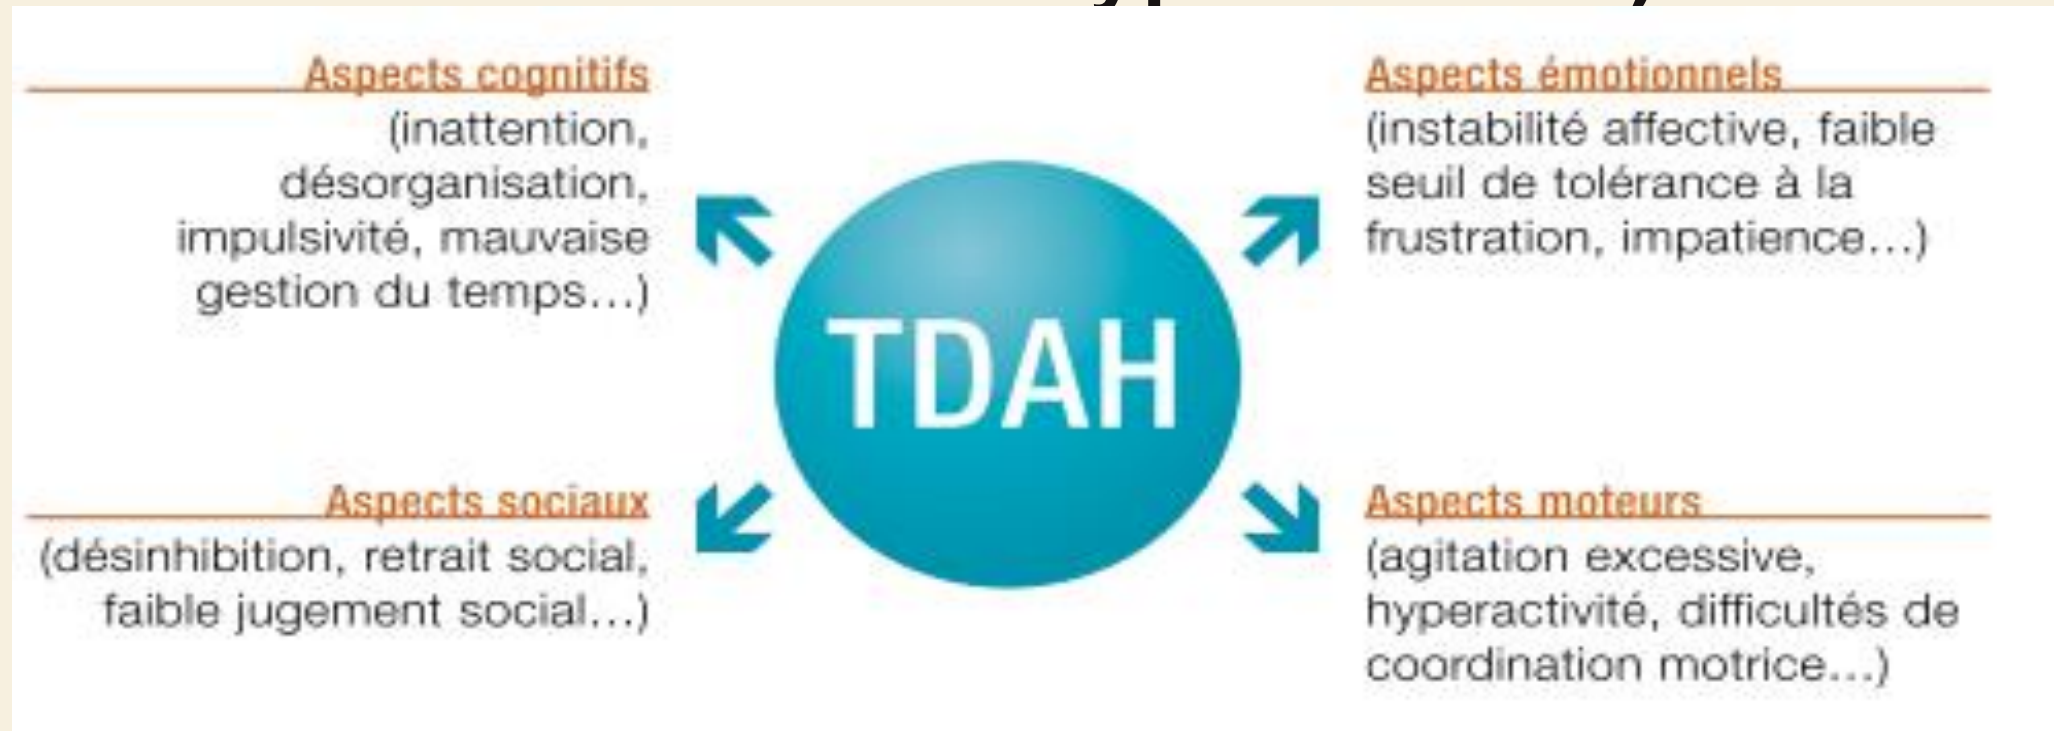 Aspects cognitifs
(inattention,
désorganisation,
impulsivité, mauvaise
gestion du temps...)
Aspects émotionnels
(instabilité affective, faible
seuil de tolérance à la
frustration, impatience...)
TDAH
Aspects sociaux
(désinhibition, retrait social,
faible jugement social...)
Aspects moteurs
(agitation excessive,
hyperactivité, difficultés de
coordination motrice...)